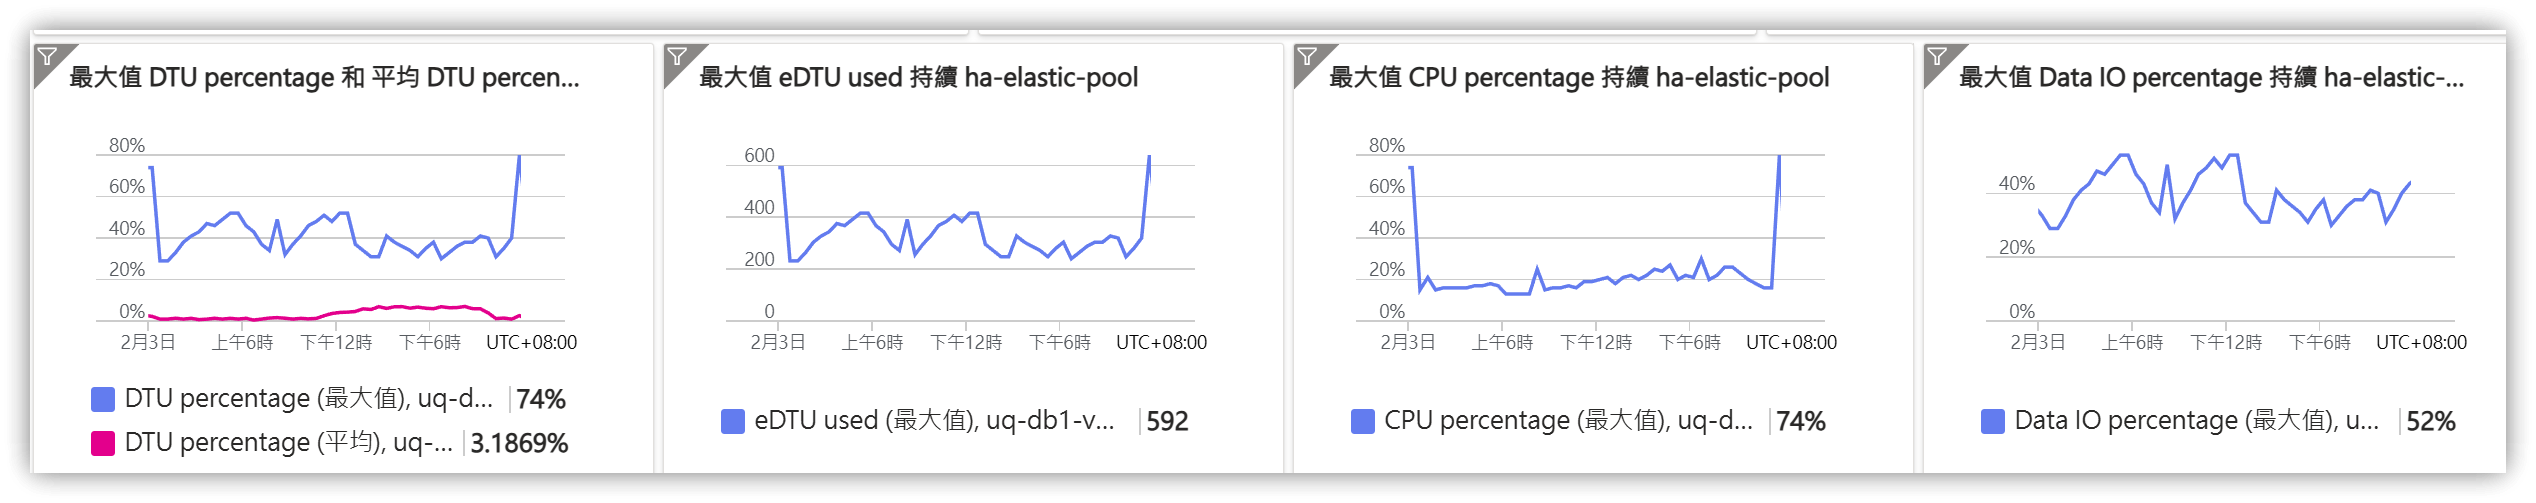 最大值 DTU percentage 和 平均 DTU percen...
80%
60%
40%
20%
0%
2月3日 上午6時 下午12時 下午6時 UTC+08:00
DTU percentage (最大值), uq-d... 74%
DTU percentage (平均), uq-... 3.1869%
最大值 eDTU used 持續 ha-elastic-pool
600
400
200
0
2月3日 上午6時 下午12時 下午6時 UTC+08:00
eDTU used (最大值), uq-db1-v... 592
最大值 CPU percentage 持續 ha-elastic-pool
80%
60%
40%
20%
0%
2月3日 上午6時 下午12時 下午6時 UTC+08:00
CPU percentage (最大值), uq-d... 74%
最大值 Data IO percentage 持續 ha-elastic-...
40%
20%
0%
2月3日 上午6時 下午12時 下午6時 UTC+08:00
Data IO percentage (最大值), u... 52%